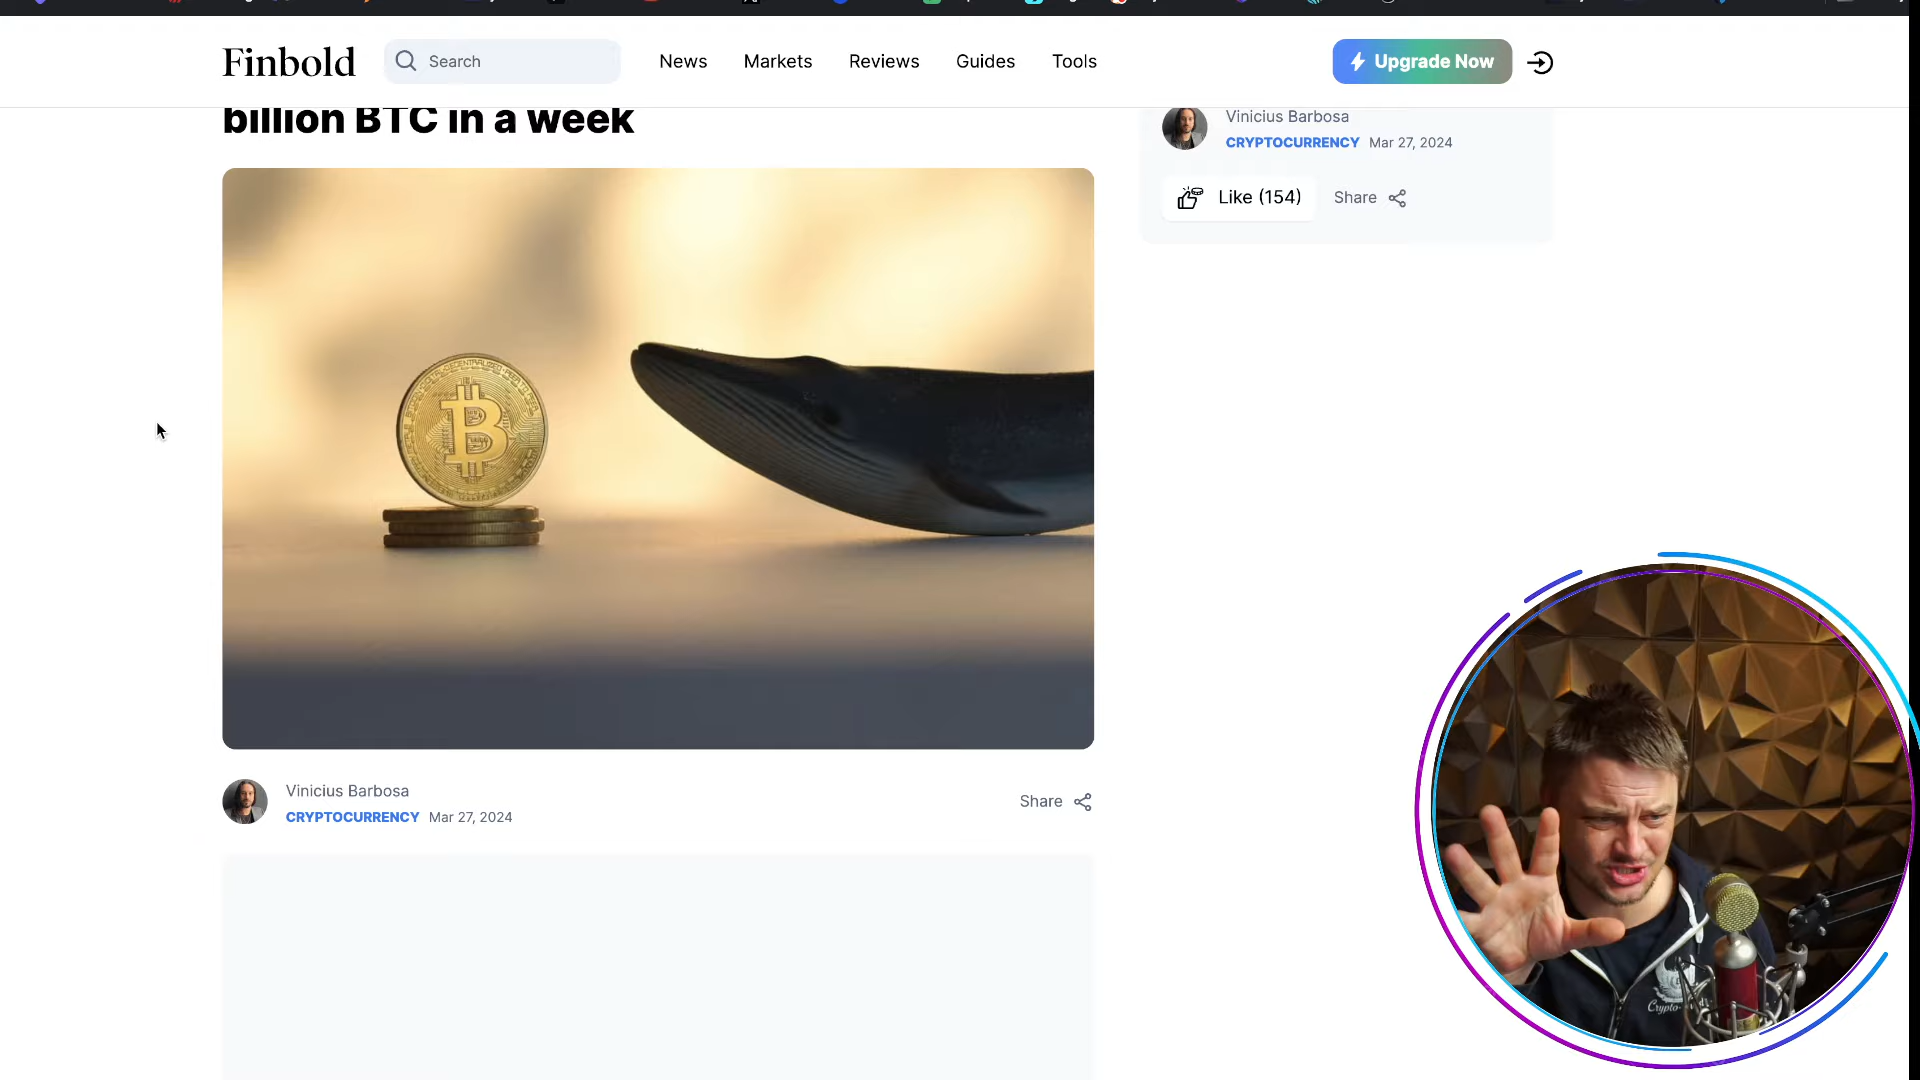 Finbold
Search
News
Markets
Reviews
Guides
Tools
Upgrade Now
billion BTC in a week
Vinicius Barbosa
CRYPTOCURRENCY Mar 27, 2024
Like (154)
Share
Vinicius Barbosa
CRYPTOCURRENCY Mar 27, 2024
Share